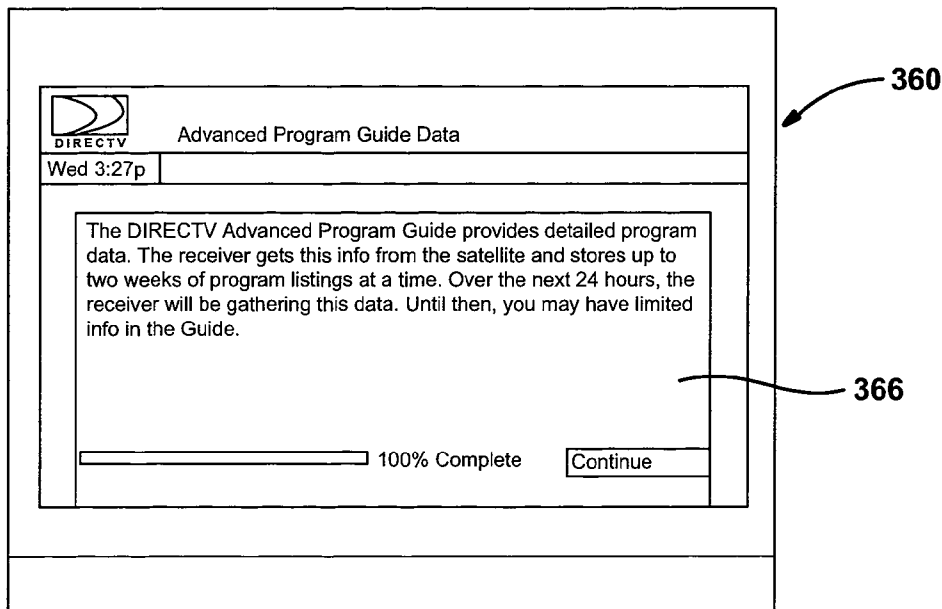 360
DIRECTV
Advanced Program Guide Data
Wed 3:27p
The DIRECTV Advanced Program Guide provides detailed program
data. The receiver gets this info from the satellite and stores up to
two weeks of program listings at a time. Over the next 24 hours, the
receiver will be gathering this data. Until then, you may have limited
info in the Guide.
366
100% Complete
Continue